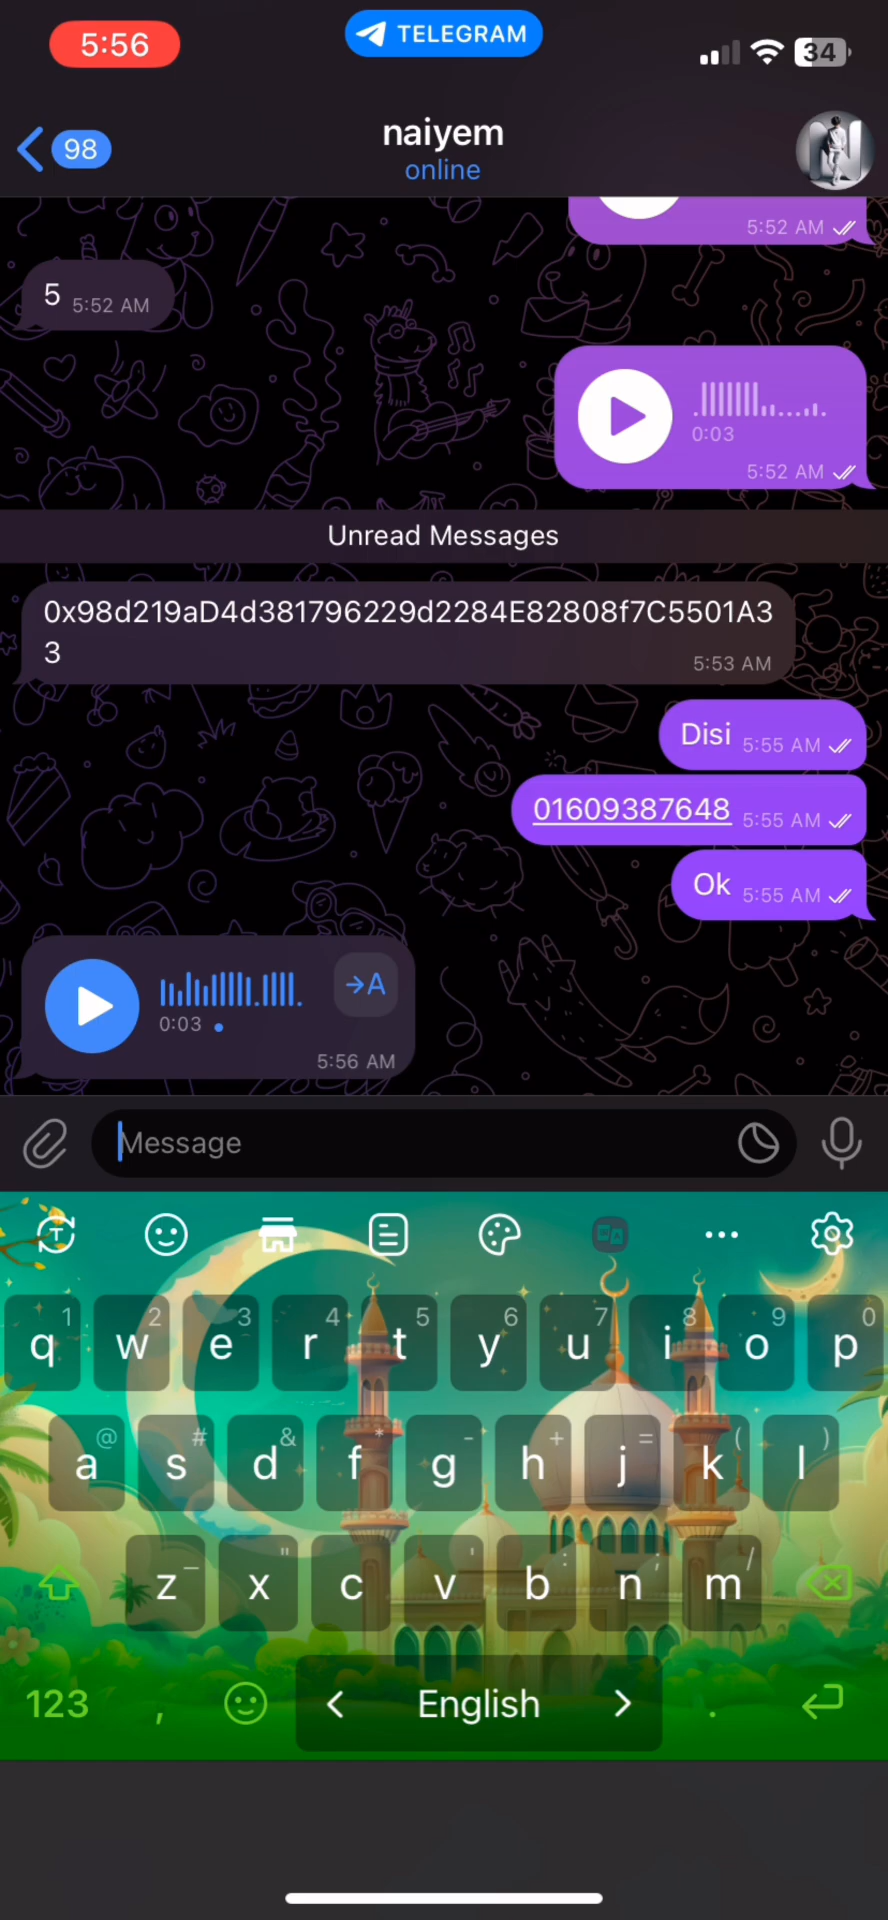 5:56
TELEGRAM
34
98
naiyem
online
5:52 AM
5 5:52 AM
0:03
5:52 AM
Unread Messages
0x98d219aD4d381796229d2284E82808f7C5501A3
3
5:53 AM
Disi 5:55 AM
01609387648 5:55 AM
Ok 5:55 AM
→A
0:03
5:56 AM
Message
1 2 3 4 5 6 7 8 9 0
q w e r t y u i o p
@ # & * - + = ( )
a s d f g h j k l
_ " ' : ; /
z x c v b n m
123 , < English > .